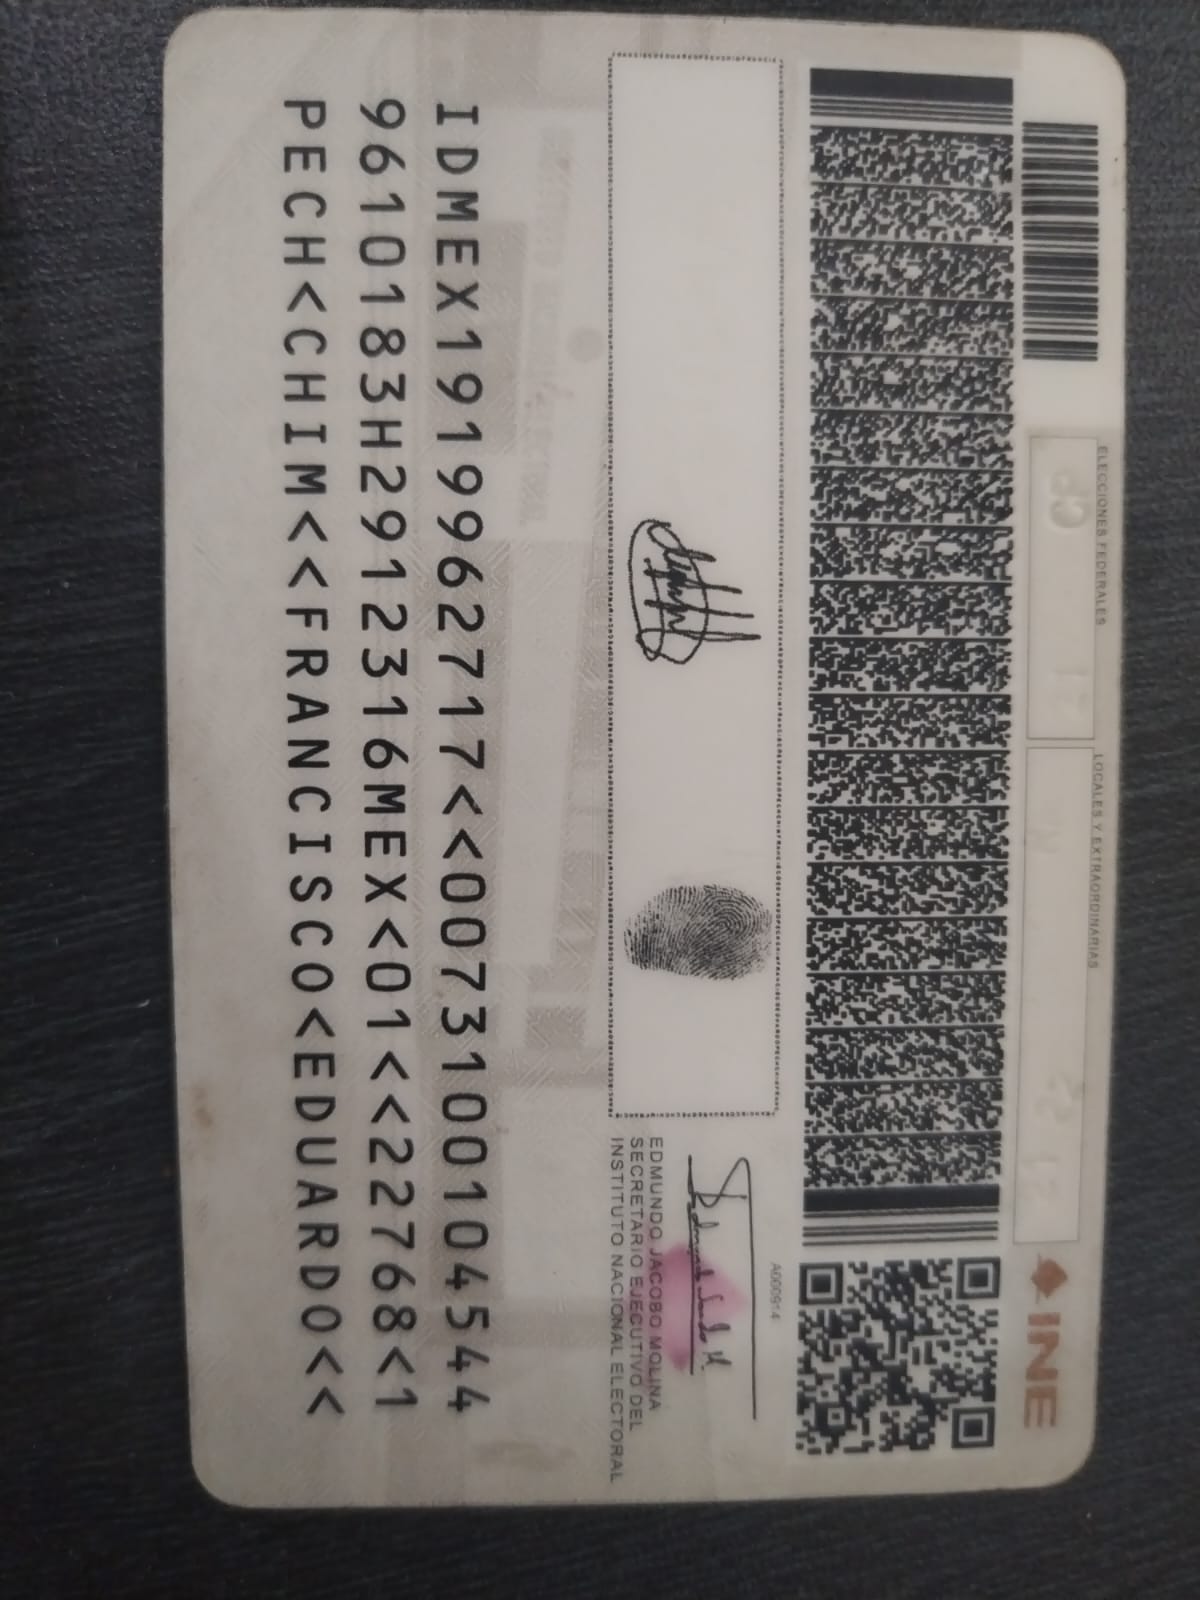 ELECCIONES FEDERALES
LOCALES Y EXTRAORDINARIAS
INE
A000914
EDMUNDO JACOBO MOLINA
SECRETARIO EJECUTIVO DEL
INSTITUTO NACIONAL ELECTORAL
IDMEX1919962717<<0073100104544
9610183H2912316MEX<01<<22768<1
PECH<CHIM<<FRANCISCO<EDUARDO<<